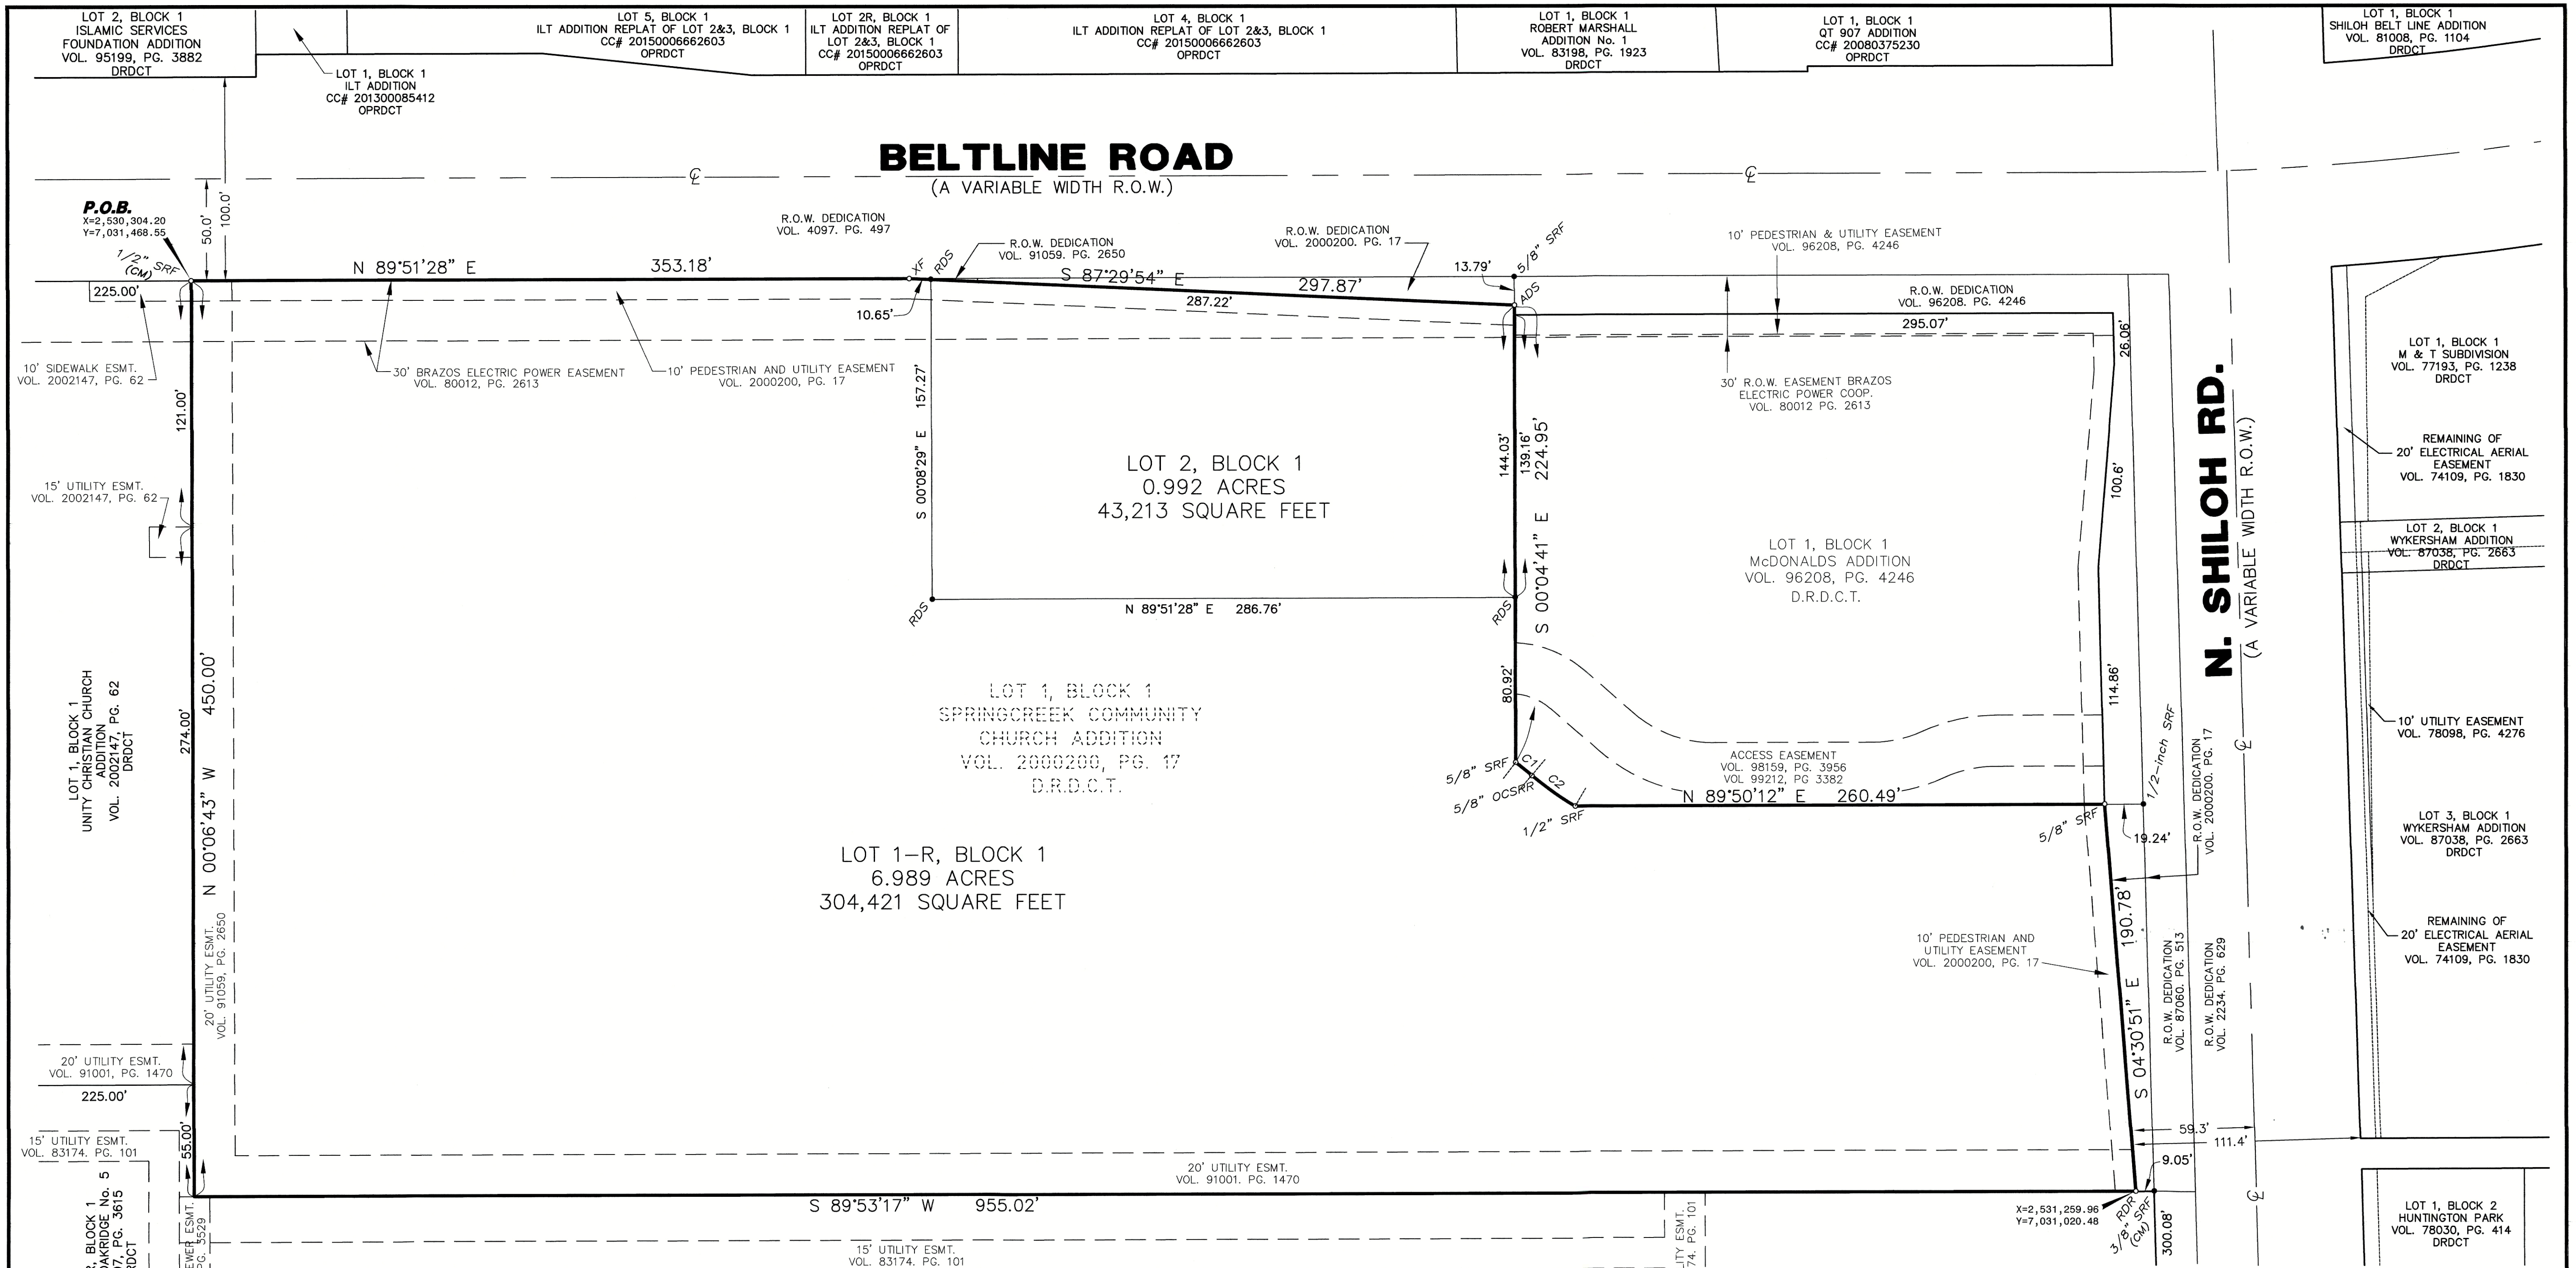 LOT 2, BLOCK 1
ISLAMIC SERVICES
FOUNDATION ADDITION
VOL. 95199, PG. 3882
DRDCT
LOT 1, BLOCK 1
ILT ADDITION
CC# 201300085412
OPRDCT
LOT 5, BLOCK 1
ILT ADDITION REPLAT OF LOT 2&3, BLOCK 1
CC# 20150006662603
OPRDCT
LOT 2R, BLOCK 1
ILT ADDITION REPLAT OF
LOT 2&3, BLOCK 1
CC# 20150006662603
OPRDCT
LOT 4, BLOCK 1
ILT ADDITION REPLAT OF LOT 2&3, BLOCK 1
CC# 20150006662603
OPRDCT
LOT 1, BLOCK 1
ROBERT MARSHALL
ADDITION No. 1
VOL. 83198, PG. 1923
DRDCT
LOT 1, BLOCK 1
QT 907 ADDITION
CC# 20080375230
OPRDCT
LOT 1, BLOCK 1
SHILOH BELT LINE ADDITION
VOL. 81008, PG. 1104
DRDCT
BELTLINE ROAD
(A VARIABLE WIDTH R.O.W.)
℄
℄
P.O.B.
X=2,530,304.20
Y=7,031,468.55
1/2" SRF
(CM)
50.0'
100.0'
R.O.W. DEDICATION
VOL. 4097. PG. 497
R.O.W. DEDICATION
VOL. 91059. PG. 2650
R.O.W. DEDICATION
VOL. 2000200. PG. 17
10' PEDESTRIAN & UTILITY EASEMENT
VOL. 96208, PG. 4246
N 89°51'28" E 353.18'
XF
RDS
S 87°29'54" E 297.87'
13.79'
5/8" SRF
ADS
R.O.W. DEDICATION
VOL. 96208. PG. 4246
225.00'
10.65'
287.22'
295.07'
26.06'
10' SIDEWALK ESMT.
VOL. 2002147, PG. 62
30' BRAZOS ELECTRIC POWER EASEMENT
VOL. 80012, PG. 2613
10' PEDESTRIAN AND UTILITY EASEMENT
VOL. 2000200, PG. 17
30' R.O.W. EASEMENT BRAZOS
ELECTRIC POWER COOP.
VOL. 80012 PG. 2613
LOT 1, BLOCK 1
M & T SUBDIVISION
VOL. 77193, PG. 1238
DRDCT
121.00'
S 00°08'29" E 157.27'
LOT 2, BLOCK 1
0.992 ACRES
43,213 SQUARE FEET
144.03'
139.16'
S 00°04'41" E 224.95'
100.6'
N. SHILOH RD.
(A VARIABLE WIDTH R.O.W.)
REMAINING OF
20' ELECTRICAL AERIAL
EASEMENT
VOL. 74109, PG. 1830
15' UTILITY ESMT.
VOL. 2002147, PG. 62
LOT 1, BLOCK 1
McDONALDS ADDITION
VOL. 96208, PG. 4246
D.R.D.C.T.
LOT 2, BLOCK 1
WYKERSHAM ADDITION
VOL. 87038, PG. 2663
DRDCT
RDS
N 89°51'28" E 286.76'
RDS
LOT 1, BLOCK 1
UNITY CHRISTIAN CHURCH
ADDITION
VOL. 2002147, PG. 62
DRDCT
274.00'
N 00°06'43" W 450.00'
LOT 1, BLOCK 1
SPRINGCREEK COMMUNITY
CHURCH ADDITION
VOL. 2000200, PG. 17
D.R.D.C.T.
80.92'
114.86'
5/8" SRF
C1
C2
5/8" OCSRR
1/2" SRF
ACCESS EASEMENT
VOL. 98159, PG. 3956
VOL 99212, PG 3382
N 89°50'12" E 260.49'
5/8" SRF
1/2-inch SRF
19.24'
R.O.W. DEDICATION
VOL. 2000200. PG. 17
℄
10' UTILITY EASEMENT
VOL. 78098, PG. 4276
LOT 3, BLOCK 1
WYKERSHAM ADDITION
VOL. 87038, PG. 2663
DRDCT
LOT 1-R, BLOCK 1
6.989 ACRES
304,421 SQUARE FEET
20' UTILITY ESMT.
VOL. 91059, PG. 2650
10' PEDESTRIAN AND
UTILITY EASEMENT
VOL. 2000200, PG. 17
S 04°30'51" E 190.78'
R.O.W. DEDICATION
VOL. 87060. PG. 513
R.O.W. DEDICATION
VOL. 2234. PG. 629
REMAINING OF
20' ELECTRICAL AERIAL
EASEMENT
VOL. 74109, PG. 1830
20' UTILITY ESMT.
VOL. 91001, PG. 1470
225.00'
15' UTILITY ESMT.
VOL. 83174. PG. 101
55.00'
59.3'
111.4'
9.05'
20' UTILITY ESMT.
VOL. 91001. PG. 1470
S 89°53'17" W 955.02'
X=2,531,259.96
Y=7,031,020.48
RDR
3/8" SRF
(CM)
300.08'
℄
LOT 1, BLOCK 2
HUNTINGTON PARK
VOL. 78030, PG. 414
DRDCT
15' UTILITY ESMT.
VOL. 83174. PG. 101
, BLOCK 1
OAKRIDGE No. 5
07, PG. 3615
RDCT
EWER ESMT.
PG. 3529
ITY ESMT.
74. PG. 101